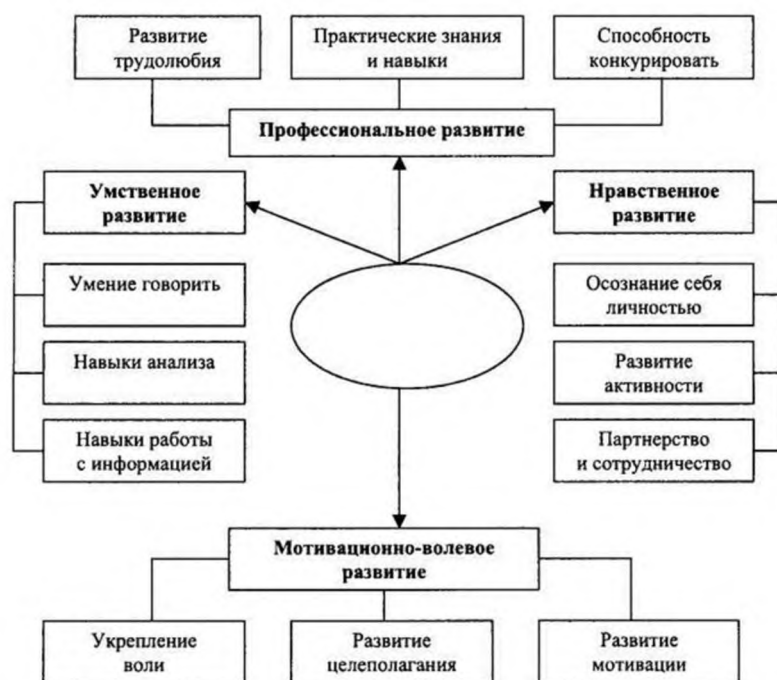 Развитие
трудолюбия
Практические знания
и навыки
Способность
конкурировать
Профессиональное развитие
Умственное
развитие
Нравственное
развитие
Умение говорить
Осознание себя
личностью
Навыки анализа
Развитие
активности
Навыки работы
с информацией
Партнерство
и сотрудничество
Мотивационно-волевое
развитие
Укрепление
воли
Развитие
целеполагания
Развитие
мотивации